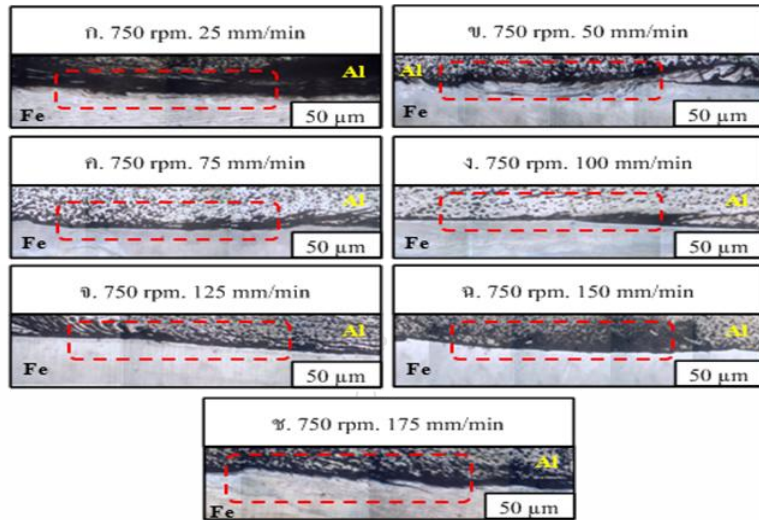 ก. 750 rpm. 25 mm/min
Al
Fe
50 µm
ข. 750 rpm. 50 mm/min
Al
Fe
50 µm
ค. 750 rpm. 75 mm/min
Al
Fe
50 µm
ง. 750 rpm. 100 mm/min
Al
Fe
50 µm
จ. 750 rpm. 125 mm/min
Al
Fe
50 µm
ฉ. 750 rpm. 150 mm/min
Al
Fe
50 µm
ช. 750 rpm. 175 mm/min
Al
Fe
50 µm